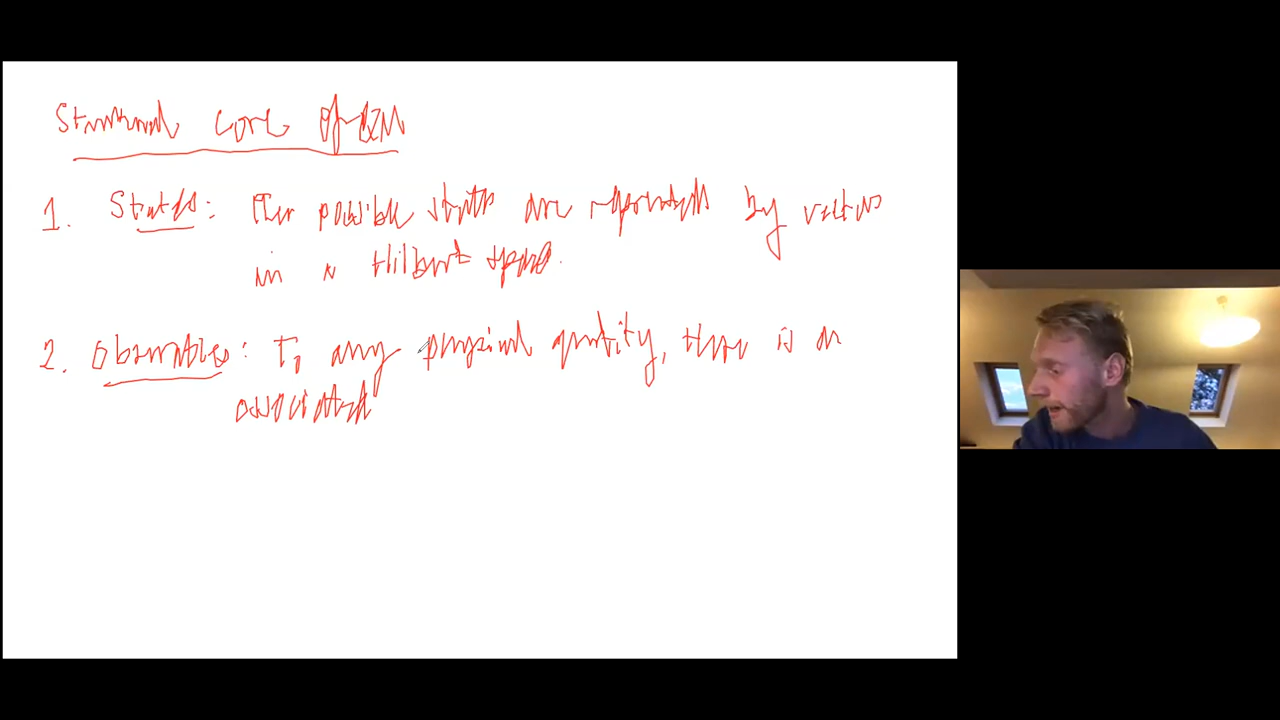 Structural core of QM
1. States: The possible states are represented by vectors
in a Hilbert space.
2. Observables: To any physical quantity, there is an
associated